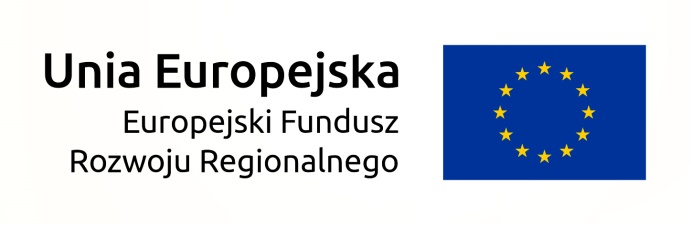 Unia Europejska
Europejski Fundusz
Rozwoju Regionalnego